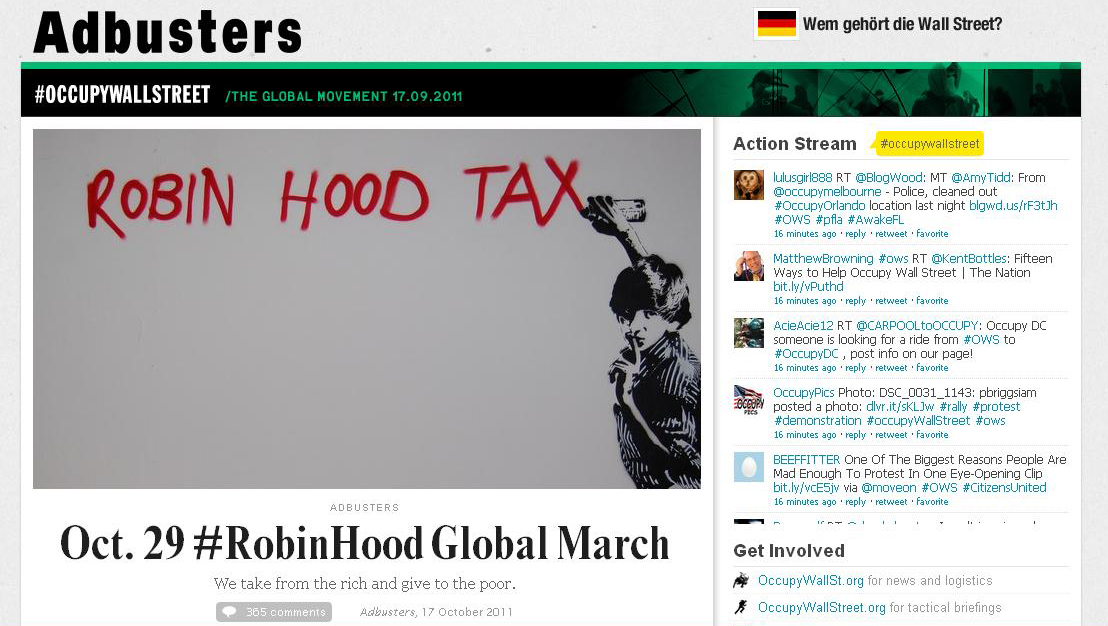 Adbusters
Wem gehört die Wall Street?
#OCCUPYWALLSTREET /THE GLOBAL MOVEMENT 17.09.2011
ROBIN HOOD TAX
ADBUSTERS
Oct. 29 #RobinHood Global March
We take from the rich and give to the poor.
365 comments Adbusters, 17 October 2011
Action Stream #occupywallstreet
lulusgirl888 RT @BlogWood: MT @AmyTidd: From
@occupymelbourne - Police, cleaned out
#OccupyOrlando location last night blgwd.us/rF3tJh
#OWS #pfla #AwakeFL
16 minutes ago · reply · retweet · favorite
MatthewBrowning #ows RT @KentBottles: Fifteen
Ways to Help Occupy Wall Street | The Nation
bit.ly/vPuthd
16 minutes ago · reply · retweet · favorite
AcieAcie12 RT @CARPOOLtoOCCUPY: Occupy DC
someone is looking for a ride from #OWS to
#OccupyDC , post info on our page!
16 minutes ago · reply · retweet · favorite
OCCUPY
PICS
OccupyPics Photo: DSC_0031_1143: pbriggsiam
posted a photo: dlvr.it/sKLJw #rally #protest
#demonstration #occupyWallStreet #ows
16 minutes ago · reply · retweet · favorite
BEEFFITTER One Of The Biggest Reasons People Are
Mad Enough To Protest In One Eye-Opening Clip
bit.ly/vcE5jv via @moveon #OWS #CitizensUnited
16 minutes ago · reply · retweet · favorite
Get Involved
OccupyWallSt.org for news and logistics
OccupyWallStreet.org for tactical briefings